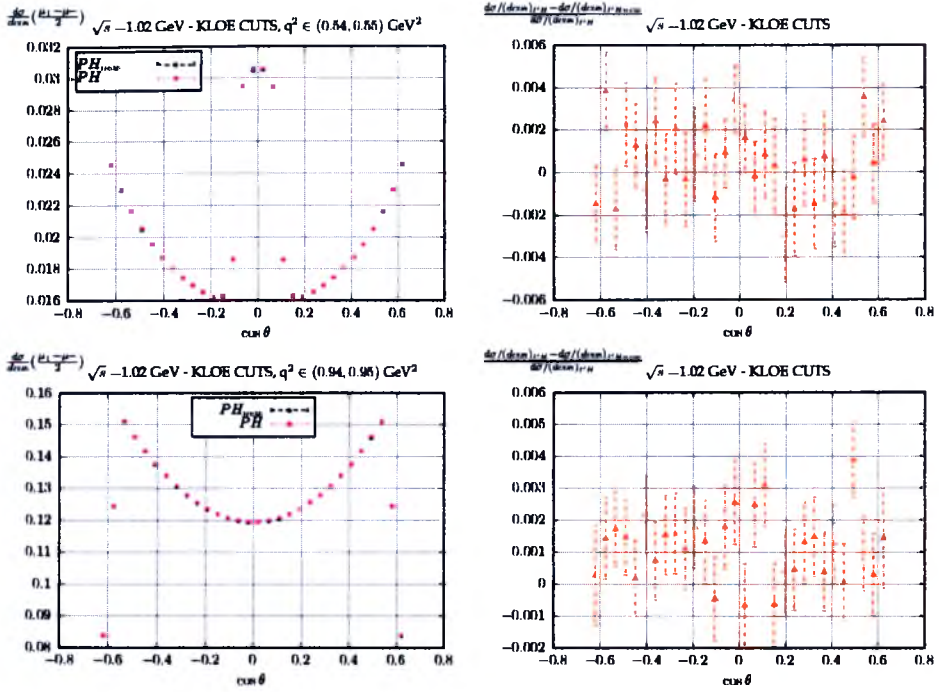 √s =1.02 GeV - KLOE CUTS, q² ∈ (0.54, 0.55) GeV²
0.032
0.03
0.028
0.026
0.024
0.022
0.02
0.018
0.016
PH
−0.8 −0.6 −0.4 −0.2 0 0.2 0.4 0.6 0.8
cos θ
√s =1.02 GeV - KLOE CUTS
0.006
0.004
0.002
0
−0.002
−0.004
−0.006
−0.8 −0.6 −0.4 −0.2 0 0.2 0.4 0.6 0.8
cos θ
√s =1.02 GeV - KLOE CUTS, q² ∈ (0.94, 0.95) GeV²
0.16
0.15
0.14
0.13
0.12
0.11
0.1
0.09
0.08
PH
−0.8 −0.6 −0.4 −0.2 0 0.2 0.4 0.6 0.8
cos θ
√s =1.02 GeV - KLOE CUTS
0.006
0.005
0.004
0.003
0.002
0.001
0
−0.001
−0.002
−0.8 −0.6 −0.4 −0.2 0 0.2 0.4 0.6 0.8
cos θ